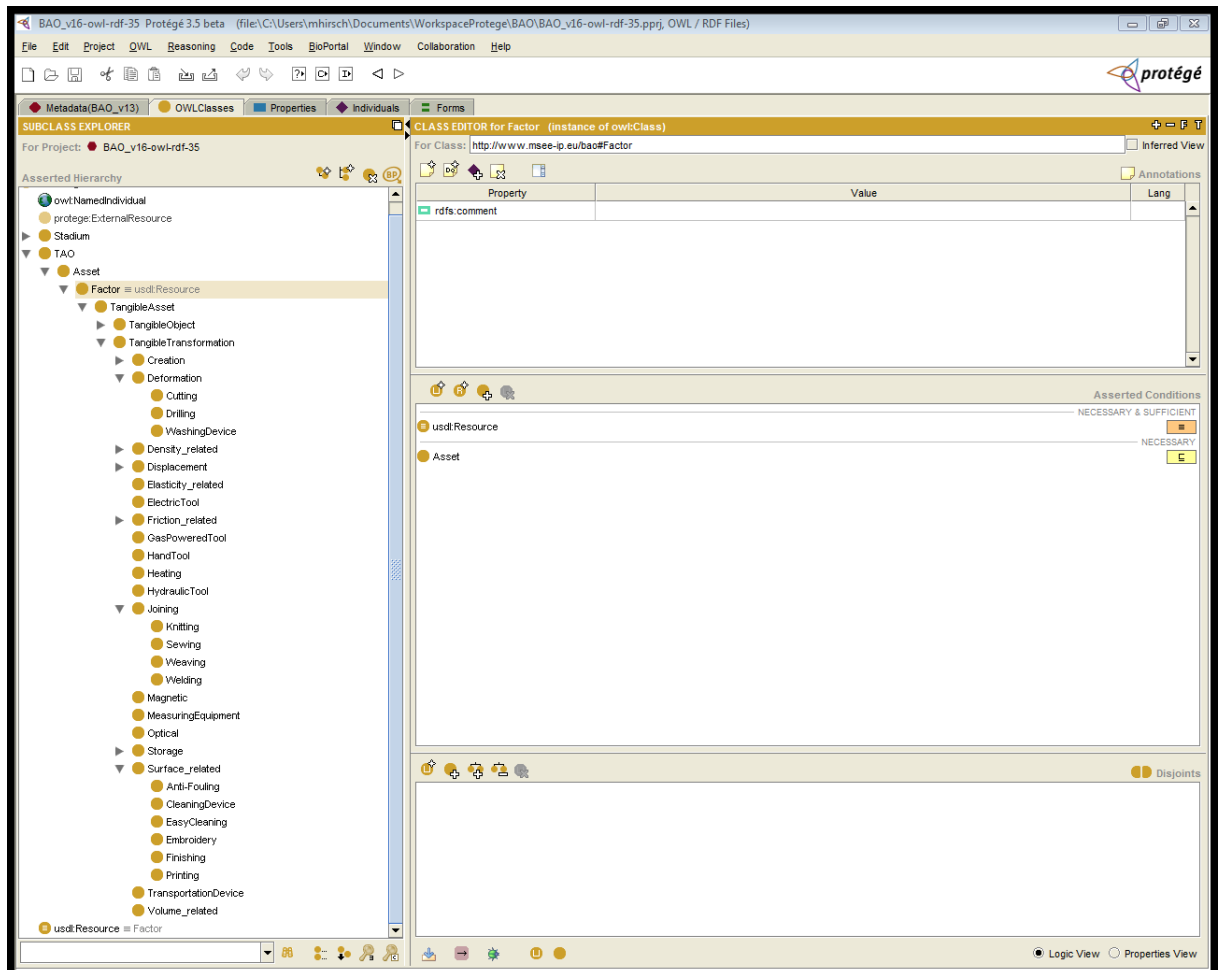 BAO_v16-owl-rdf-35 Protégé 3.5 beta (file:\C:\Users\mhirsch\Documents\WorkspaceProtege\BAO\BAO_v16-owl-rdf-35.pprj, OWL / RDF Files)
File Edit Project OWL Reasoning Code Tools BioPortal Window Collaboration Help
protégé
Metadata(BAO_v13) OWLClasses Properties Individuals Forms
SUBCLASS EXPLORER
For Project: BAO_v16-owl-rdf-35
Asserted Hierarchy
owl:NamedIndividual
protege:ExternalResource
Stadium
TAO
Asset
Factor ≡ usdl:Resource
TangibleAsset
TangibleObject
TangibleTransformation
Creation
Deformation
Cutting
Drilling
WashingDevice
Density_related
Displacement
Elasticity_related
ElectricTool
Friction_related
GasPoweredTool
HandTool
Heating
HydraulicTool
Joining
Knitting
Sewing
Weaving
Welding
Magnetic
MeasuringEquipment
Optical
Storage
Surface_related
Anti-Fouling
CleaningDevice
EasyCleaning
Embroidery
Finishing
Printing
TransportationDevice
Volume_related
usdl:Resource ≡ Factor
CLASS EDITOR for Factor (instance of owl:Class)
For Class: http://www.msee-ip.eu/bao#Factor
Inferred View
Annotations
Property Value Lang
rdfs:comment
Asserted Conditions
NECESSARY & SUFFICIENT
usdl:Resource
NECESSARY
Asset
Disjoints
Logic View Properties View